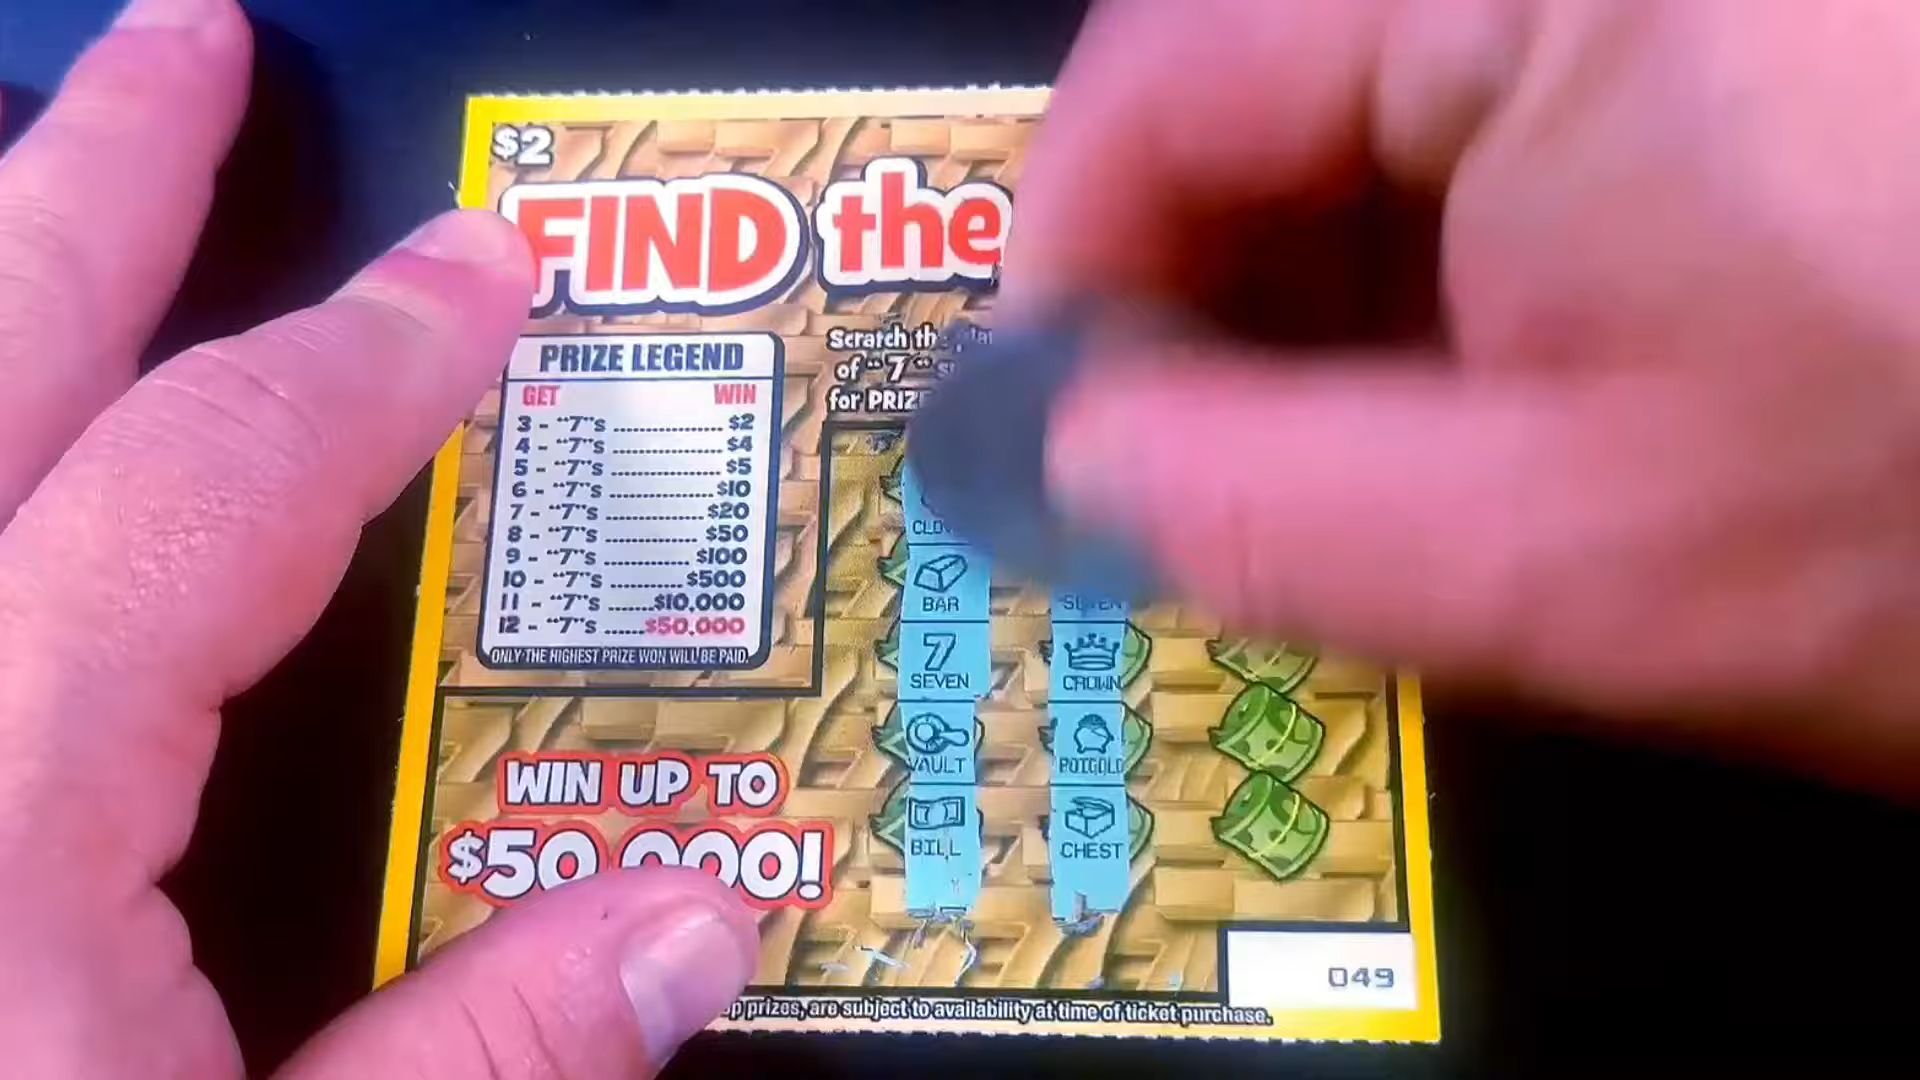 $2
FIND the
PRIZE LEGEND
GET WIN
3 - "7"s ................. $2
4 - "7"s ................. $4
5 - "7"s ................. $5
6 - "7"s ................ $10
7 - "7"s ............... $20
8 - "7"s .............. $50
9 - "7"s ............. $100
10 - "7"s .......... $500
11 - "7"s .......$10,000
12 - "7"s ......$50,000
ONLY THE HIGHEST PRIZE WON WILL BE PAID.
Scratch
of "7"
for
BAR
SEVEN
CROWN
7
SEVEN
VAULT
POTGOLD
BILL
CHEST
WIN UP TO
049
prizes, are subject to availability at time of ticket purchase.